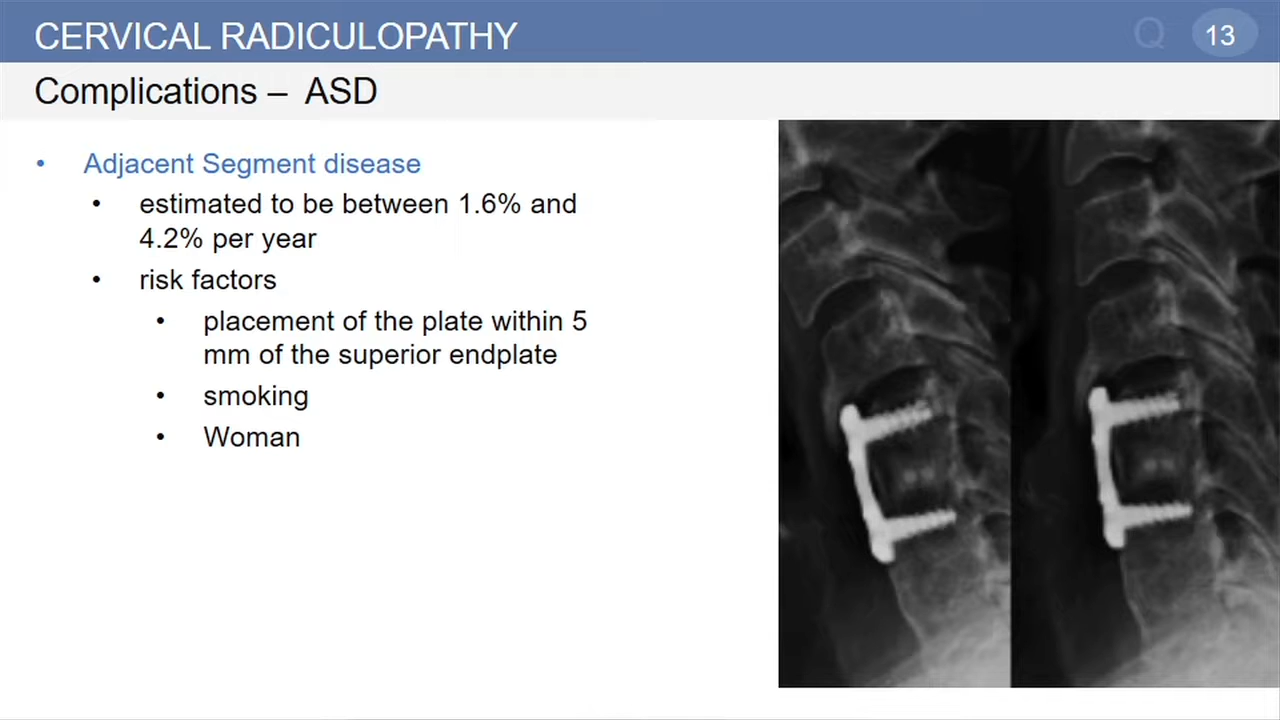 CERVICAL RADICULOPATHY
Q 13
Complications – ASD
• Adjacent Segment disease
• estimated to be between 1.6% and
4.2% per year
• risk factors
• placement of the plate within 5
mm of the superior endplate
• smoking
• Woman